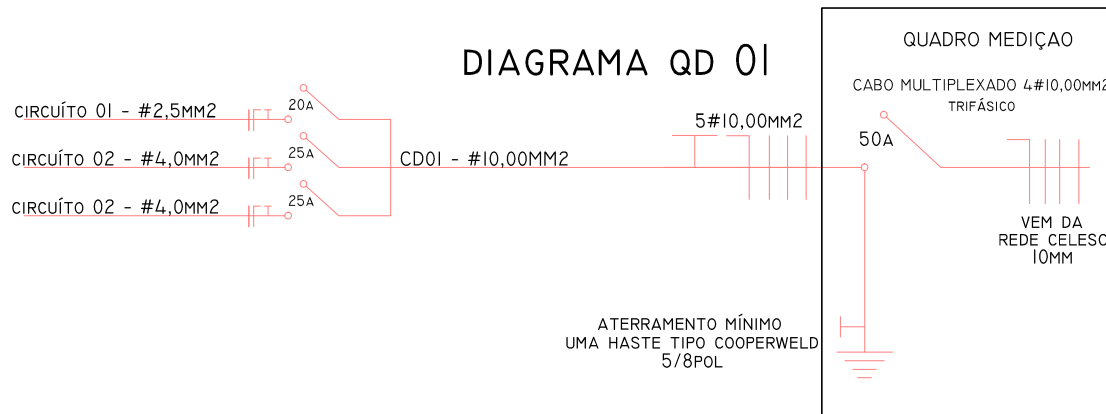 DIAGRAMA QD 01
QUADRO MEDIÇAO
CABO MULTIPLEXADO 4#10,00MM2
TRIFÁSICO
CIRCUÍTO 01 - #2,5MM2
20A
5#10,00MM2
50A
CIRCUÍTO 02 - #4,0MM2
25A
CD01 - #10,00MM2
CIRCUÍTO 02 - #4,0MM2
25A
VEM DA
REDE CELESC
10MM
ATERRAMENTO MÍNIMO
UMA HASTE TIPO COOPERWELD
5/8POL